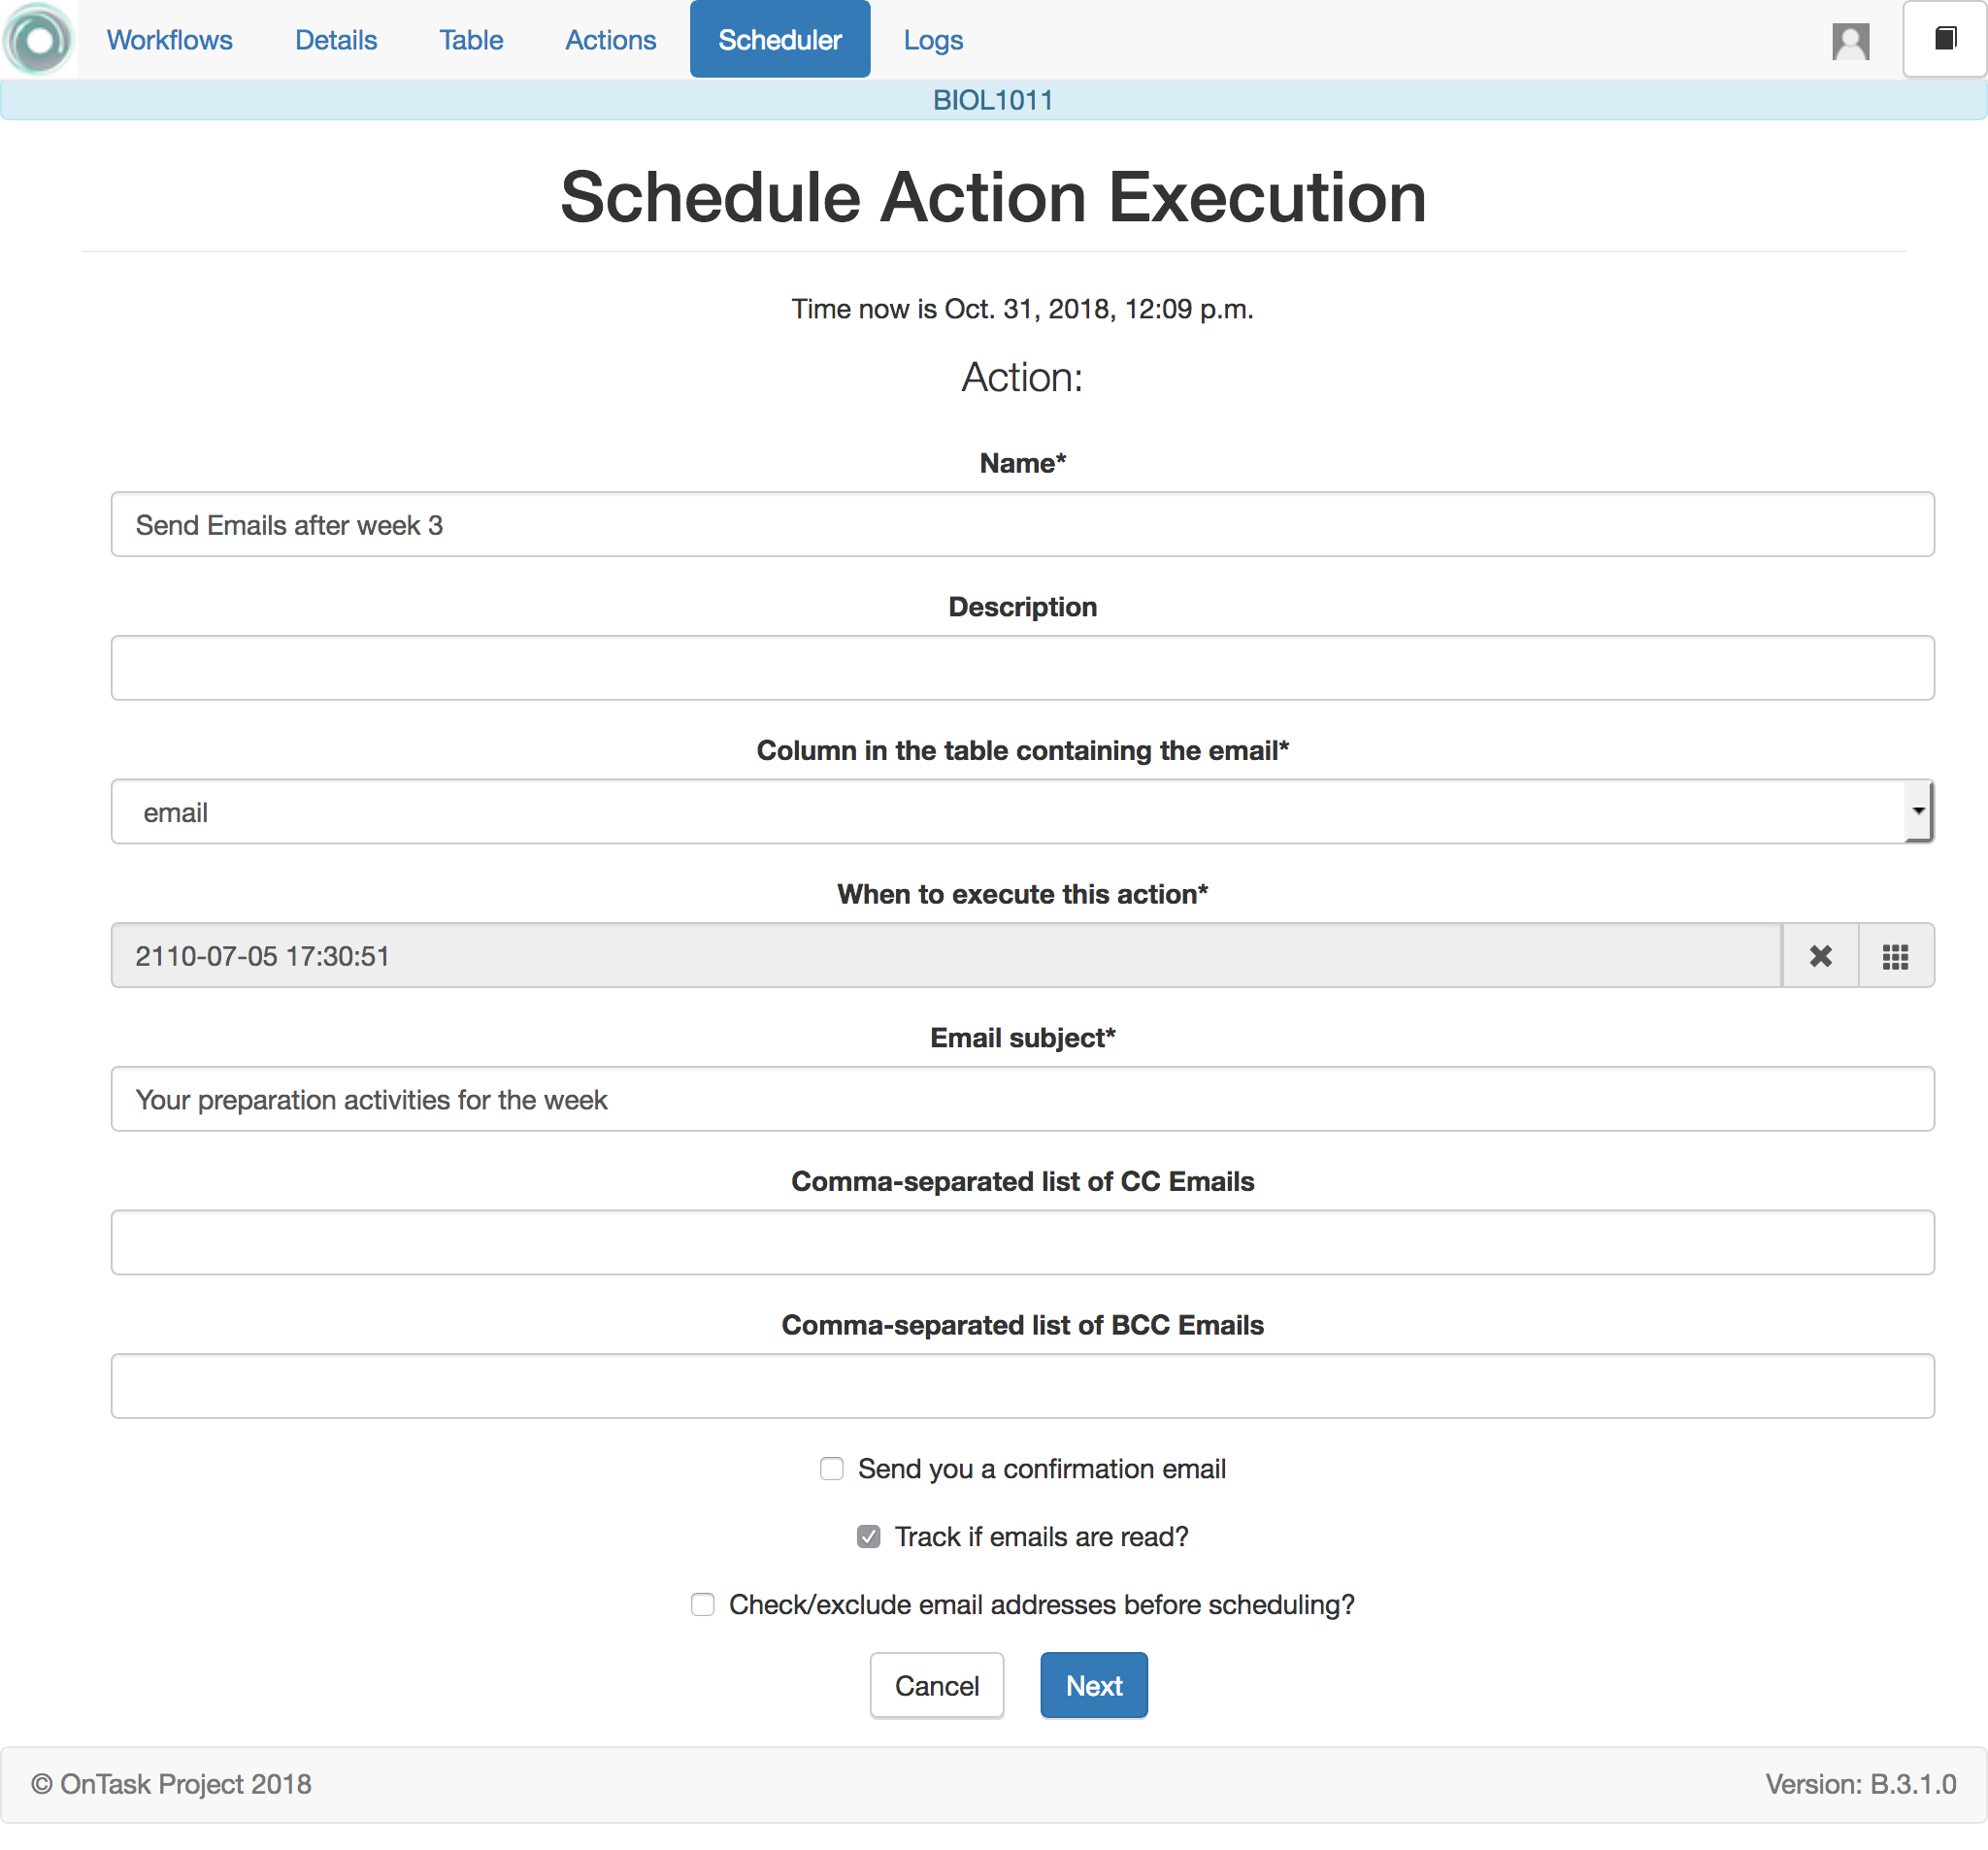 Workflows Details Table Actions Scheduler Logs
BIOL1011
Schedule Action Execution
Time now is Oct. 31, 2018, 12:09 p.m.
Action:
Name*
Send Emails after week 3
Description
Column in the table containing the email*
email
When to execute this action*
2110-07-05 17:30:51
Email subject*
Your preparation activities for the week
Comma-separated list of CC Emails
Comma-separated list of BCC Emails
Send you a confirmation email
Track if emails are read?
Check/exclude email addresses before scheduling?
Cancel Next
© OnTask Project 2018 Version: B.3.1.0